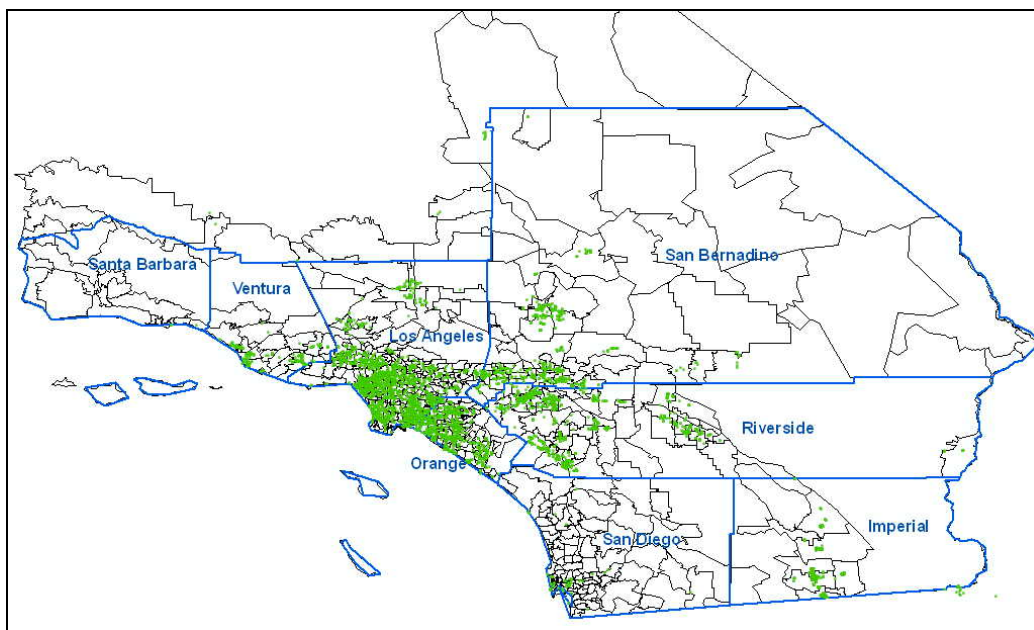 San Bernadino
Santa Barbara
Ventura
Los Angeles
Riverside
Orange
Imperial
San Diego